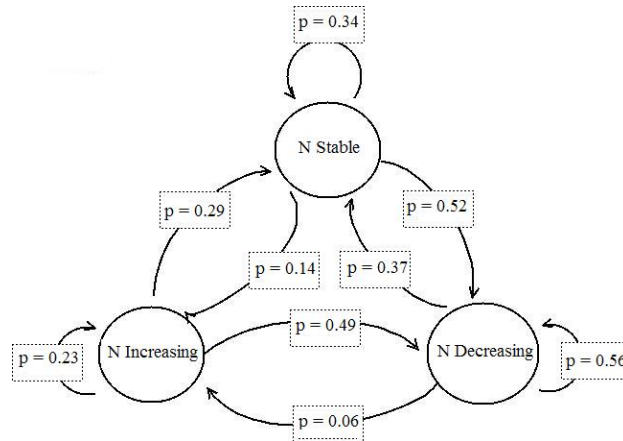 p = 0.34
N Stable
p = 0.29
p = 0.52
p = 0.14
p = 0.37
p = 0.49
N Increasing
N Decreasing
p = 0.23
p = 0.56
p = 0.06